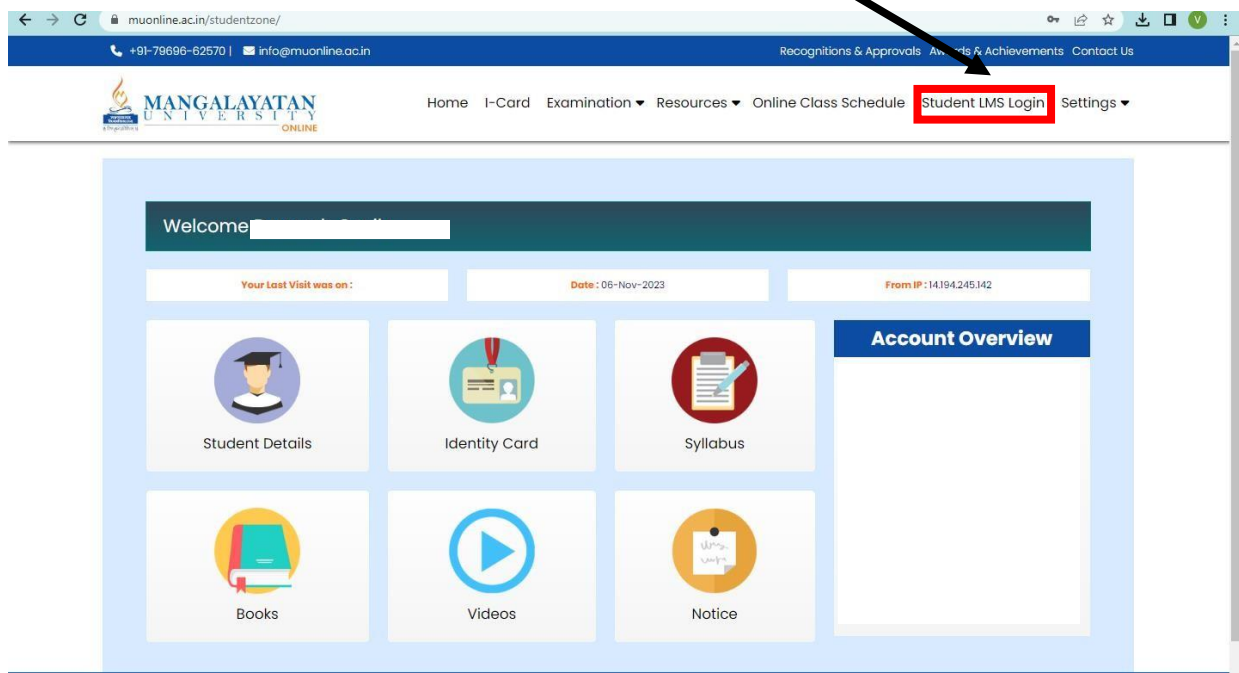 muonline.ac.in/studentzone/
V
+91-79696-62570 | info@muonline.ac.in
Recognitions & Approvals Awards & Achievements Contact Us
MANGALAYATAN
UNIVERSITY
ONLINE
Home I-Card Examination Resources Online Class Schedule Student LMS Login Settings
Welcome
Your Last Visit was on :
Date : 06-Nov-2023
From IP : 14.194.245.142
Account Overview
Student Details
Identity Card
Syllabus
Books
Videos
Notice